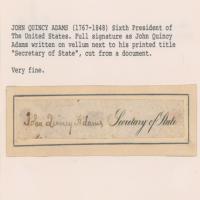 JOHN QUINCY ADAMS (1767-1848) Sixth President of
The United States. Full signature as John Quincy
Adams written on vellum next to his printed title
"Secretary of State", cut from a document.
Very fine.
John Quincy Adams Secretary of State